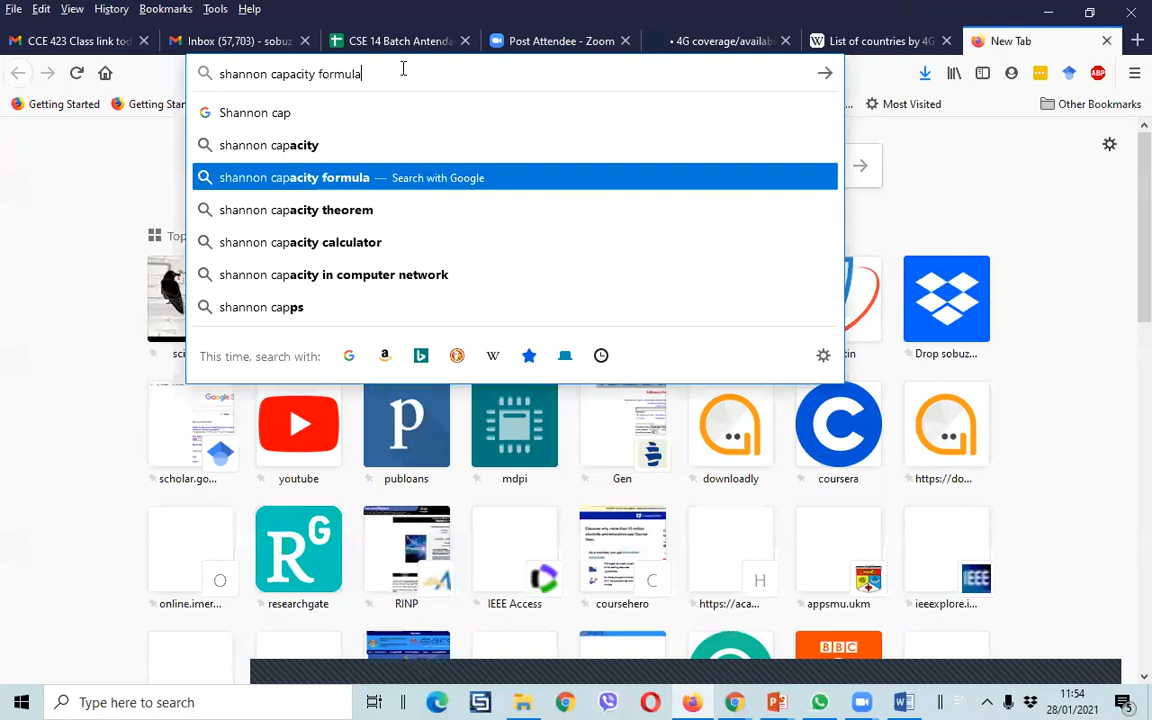 File Edit View History Bookmarks Tools Help
CCE 423 Class link tod
Inbox (57,703) - sobuz
CSE 14 Batch Antenda
Post Attendee - Zoom
4G coverage/availab
List of countries by 4G
New Tab
shannon capacity formula
ABP
Getting Started
Getting Star
... Most Visited
Other Bookmarks
Shannon cap
shannon capacity
shannon capacity formula — Search with Google
shannon capacity theorem
shannon capacity calculator
shannon capacity in computer network
shannon capps
This time, search with:
Top
sci
tin
Drop sobuz...
scholar.go...
youtube
publoans
mdpi
Gen
downloadly
coursera
https://do...
online.imer...
researchgate
RINP
IEEE Access
coursehero
https://aca...
appsmu.ukm
ieeexplore.i...
BBC
Type here to search
11:54
28/01/2021